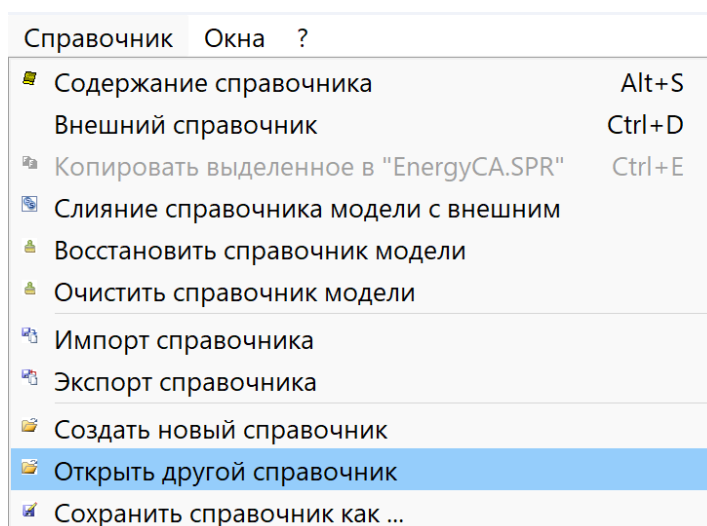 Справочник Окна ?
Содержание справочника Alt+S
Внешний справочник Ctrl+D
Копировать выделенное в "EnergyCA.SPR" Ctrl+E
Слияние справочника модели с внешним
Восстановить справочник модели
Очистить справочник модели
Импорт справочника
Экспорт справочника
Создать новый справочник
Открыть другой справочник
Сохранить справочник как ...